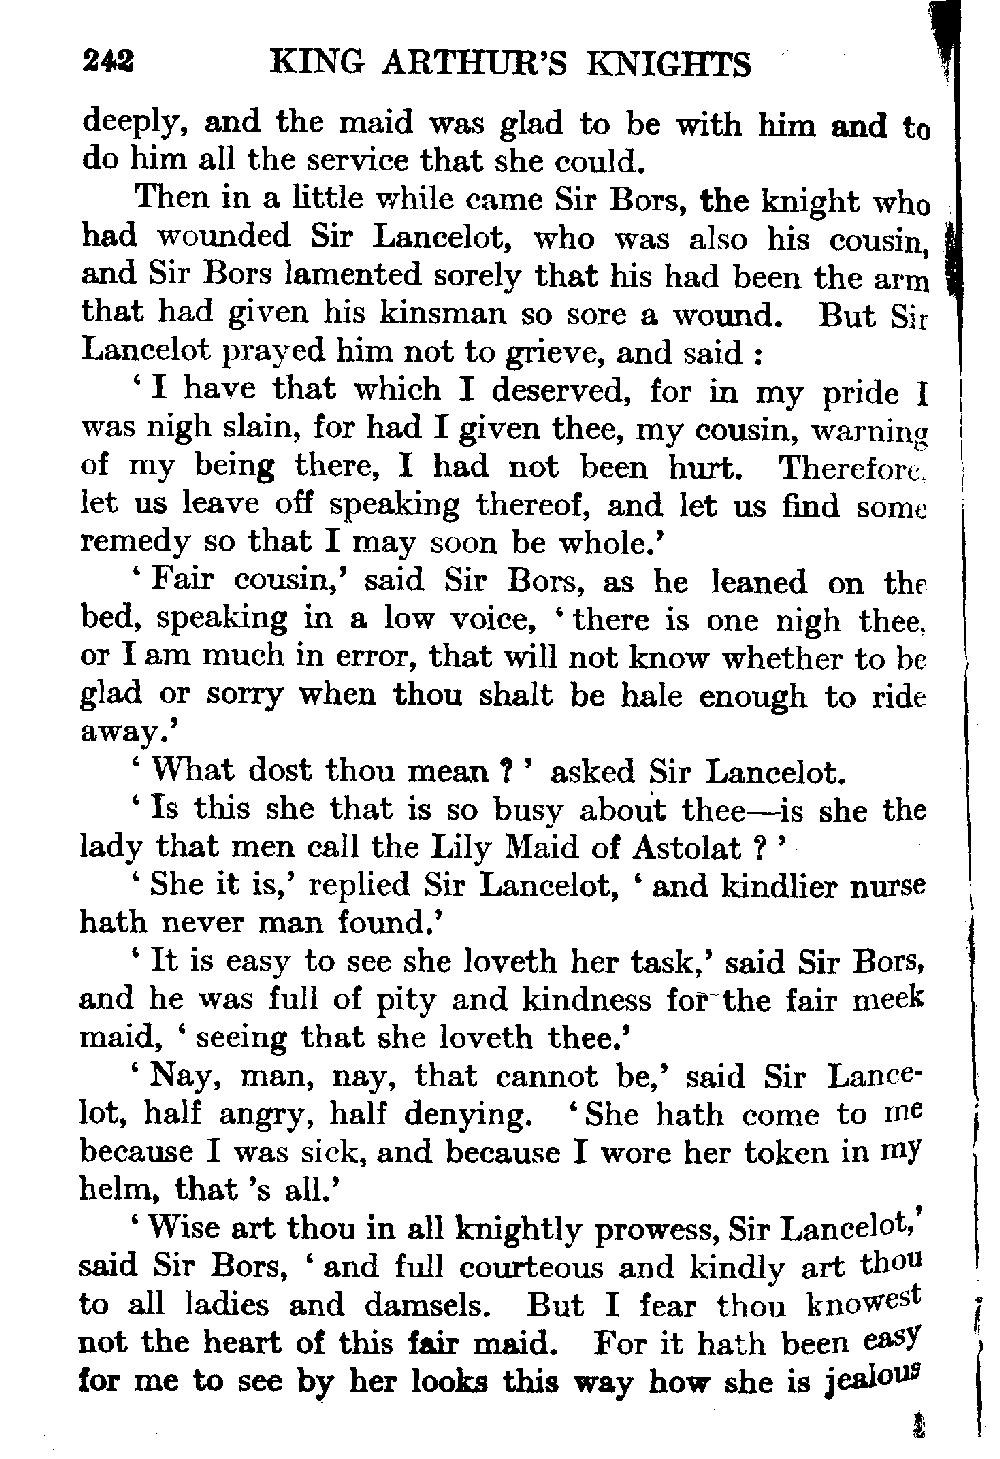 242 KING ARTHUR'S KNIGHTS
deeply, and the maid was glad to be with him and to
do him all the service that she could.
Then in a little while came Sir Bors, the knight who
had wounded Sir Lancelot, who was also his cousin,
and Sir Bors lamented sorely that his had been the arm
that had given his kinsman so sore a wound. But Sir
Lancelot prayed him not to grieve, and said :
‘ I have that which I deserved, for in my pride I
was nigh slain, for had I given thee, my cousin, warning
of my being there, I had not been hurt. Therefore,
let us leave off speaking thereof, and let us find some
remedy so that I may soon be whole.’
‘ Fair cousin,’ said Sir Bors, as he leaned on the
bed, speaking in a low voice, ‘ there is one nigh thee,
or I am much in error, that will not know whether to be
glad or sorry when thou shalt be hale enough to ride
away.’
‘ What dost thou mean ? ’ asked Sir Lancelot.
‘ Is this she that is so busy about thee—is she the
lady that men call the Lily Maid of Astolat ? ’
‘ She it is,’ replied Sir Lancelot, ‘ and kindlier nurse
hath never man found.’
‘ It is easy to see she loveth her task,’ said Sir Bors,
and he was full of pity and kindness for the fair meek
maid, ‘ seeing that she loveth thee.’
‘ Nay, man, nay, that cannot be,’ said Sir Lance-
lot, half angry, half denying. ‘ She hath come to me
because I was sick, and because I wore her token in my
helm, that ’s all.’
‘ Wise art thou in all knightly prowess, Sir Lancelot,’
said Sir Bors, ‘ and full courteous and kindly art thou
to all ladies and damsels. But I fear thou knowest
not the heart of this fair maid. For it hath been easy
for me to see by her looks this way how she is jealous